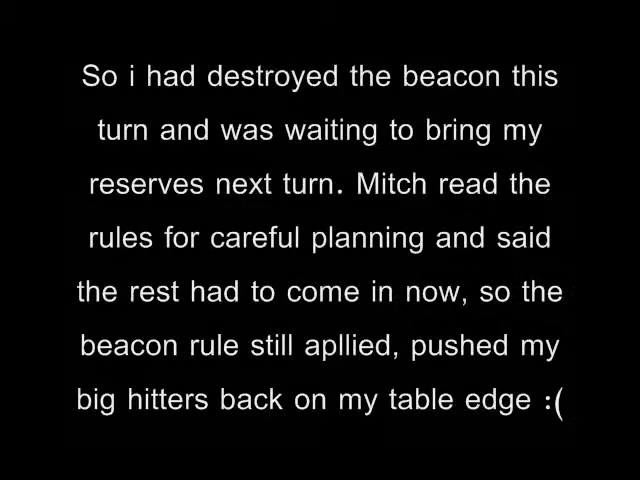 So i had destroyed the beacon this
turn and was waiting to bring my
reserves next turn. Mitch read the
rules for careful planning and said
the rest had to come in now, so the
beacon rule still apllied, pushed my
big hitters back on my table edge :(